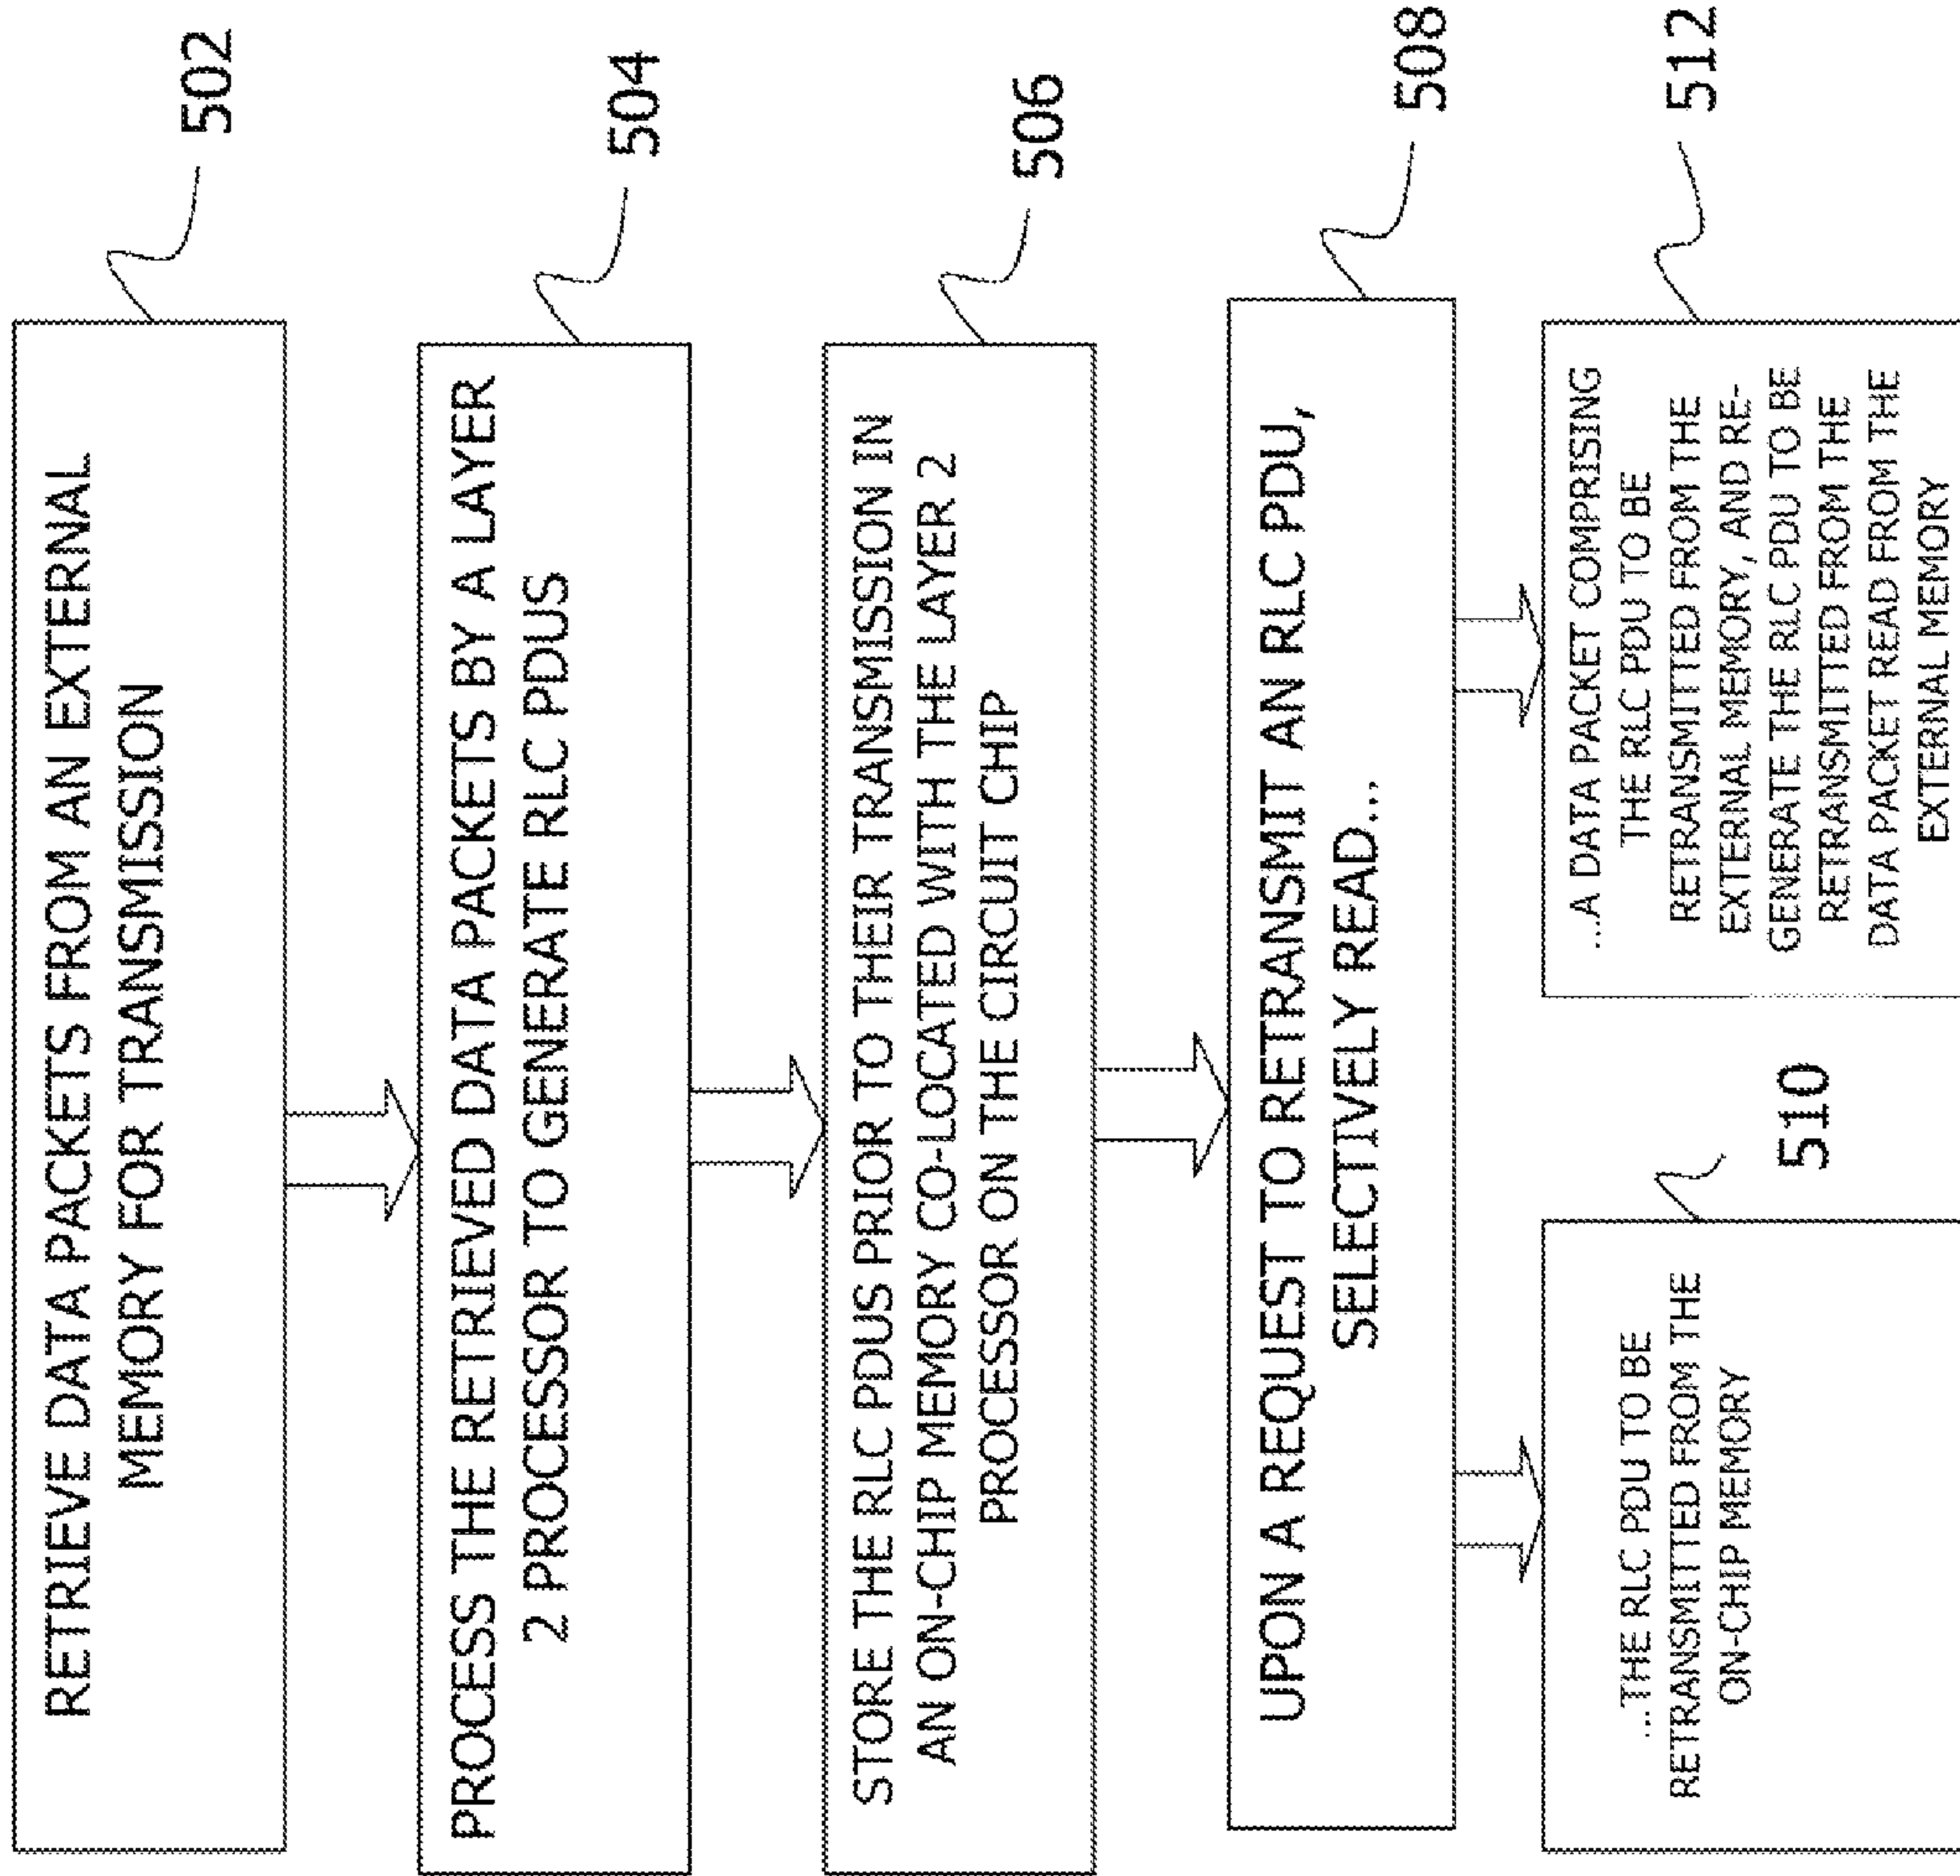 RETRIEVE DATA PACKETS FROM AN EXTERNAL
MEMORY FOR TRANSMISSION
502
PROCESS THE RETRIEVED DATA PACKETS BY A LAYER
2 PROCESSOR TO GENERATE RLC PDUS
504
STORE THE RLC PDUS PRIOR TO THEIR TRANSMISSION IN
AN ON-CHIP MEMORY CO-LOCATED WITH THE LAYER 2
PROCESSOR ON THE CIRCUIT CHIP
506
UPON A REQUEST TO RETRANSMIT AN RLC PDU,
SELECTIVELY READ...
508
...THE RLC PDU TO BE
RETRANSMITTED FROM THE
ON-CHIP MEMORY
510
...A DATA PACKET COMPRISING
THE RLC PDU TO BE
RETRANSMITTED FROM THE
EXTERNAL MEMORY, AND RE-
GENERATE THE RLC PDU TO BE
RETRANSMITTED FROM THE
DATA PACKET READ FROM THE
EXTERNAL MEMORY
512